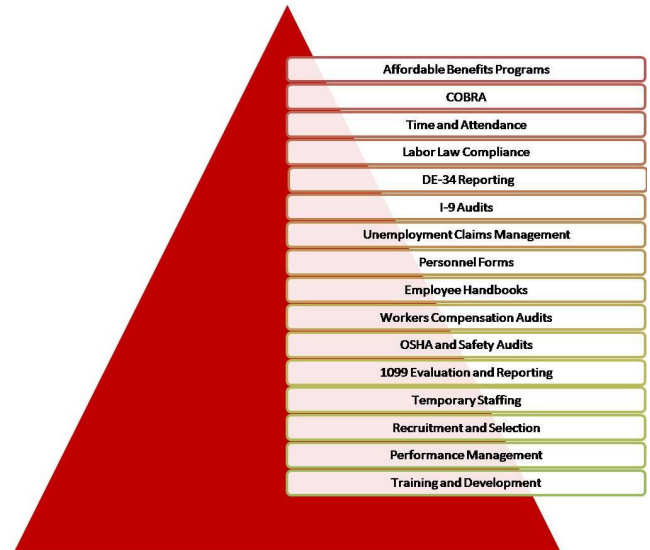 Affordable Benefits Programs
COBRA
Time and Attendance
Labor Law Compliance
DE-34 Reporting
I-9 Audits
Unemployment Claims Management
Personnel Forms
Employee Handbooks
Workers Compensation Audits
OSHA and Safety Audits
1099 Evaluation and Reporting
Temporary Staffing
Recruitment and Selection
Performance Management
Training and Development